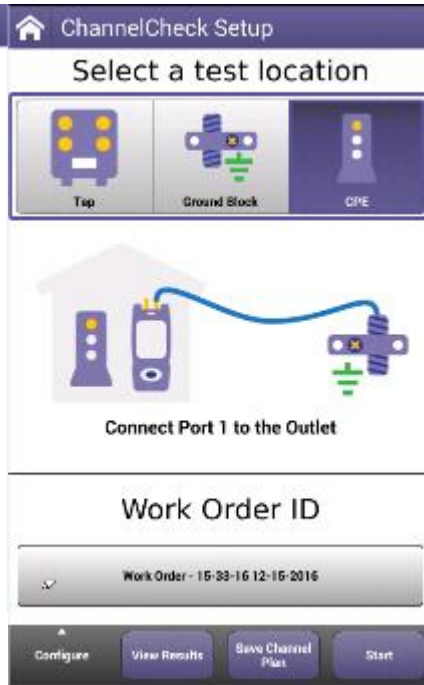 ChannelCheck Setup
Select a test location
Tap
Ground Block
CPE
Connect Port 1 to the Outlet
Work Order ID
Work Order - 15-33-16 12-15-2016
Configure
View Results
Save Channel
Plan
Start